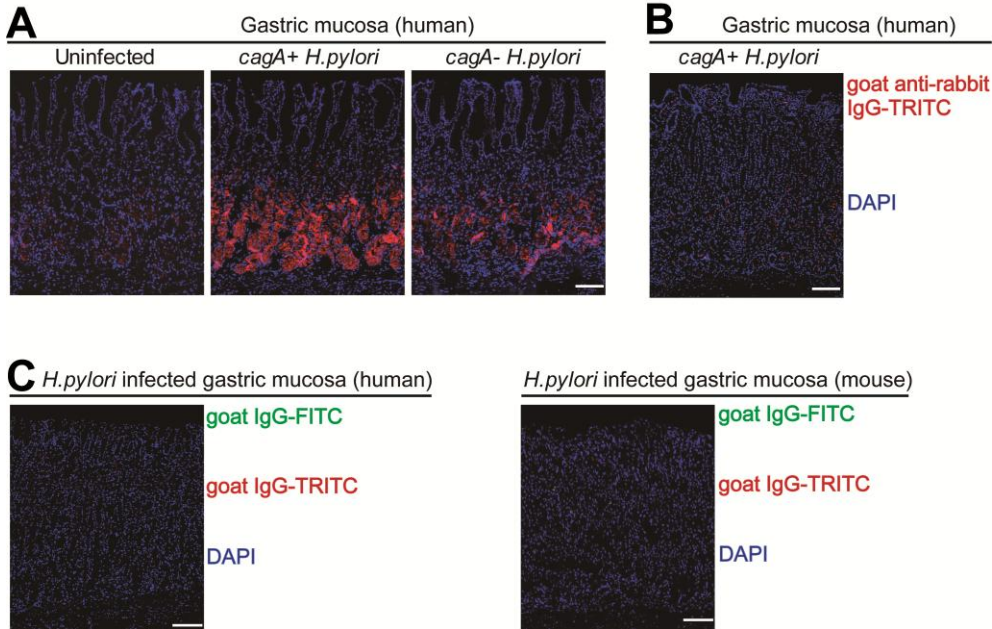 A
Gastric mucosa (human)
Uninfected
cagA+ H.pylori
cagA- H.pylori
B
Gastric mucosa (human)
cagA+ H.pylori
goat anti-rabbit
IgG-TRITC
DAPI
C
H.pylori infected gastric mucosa (human)
goat IgG-FITC
goat IgG-TRITC
DAPI
H.pylori infected gastric mucosa (mouse)
goat IgG-FITC
goat IgG-TRITC
DAPI